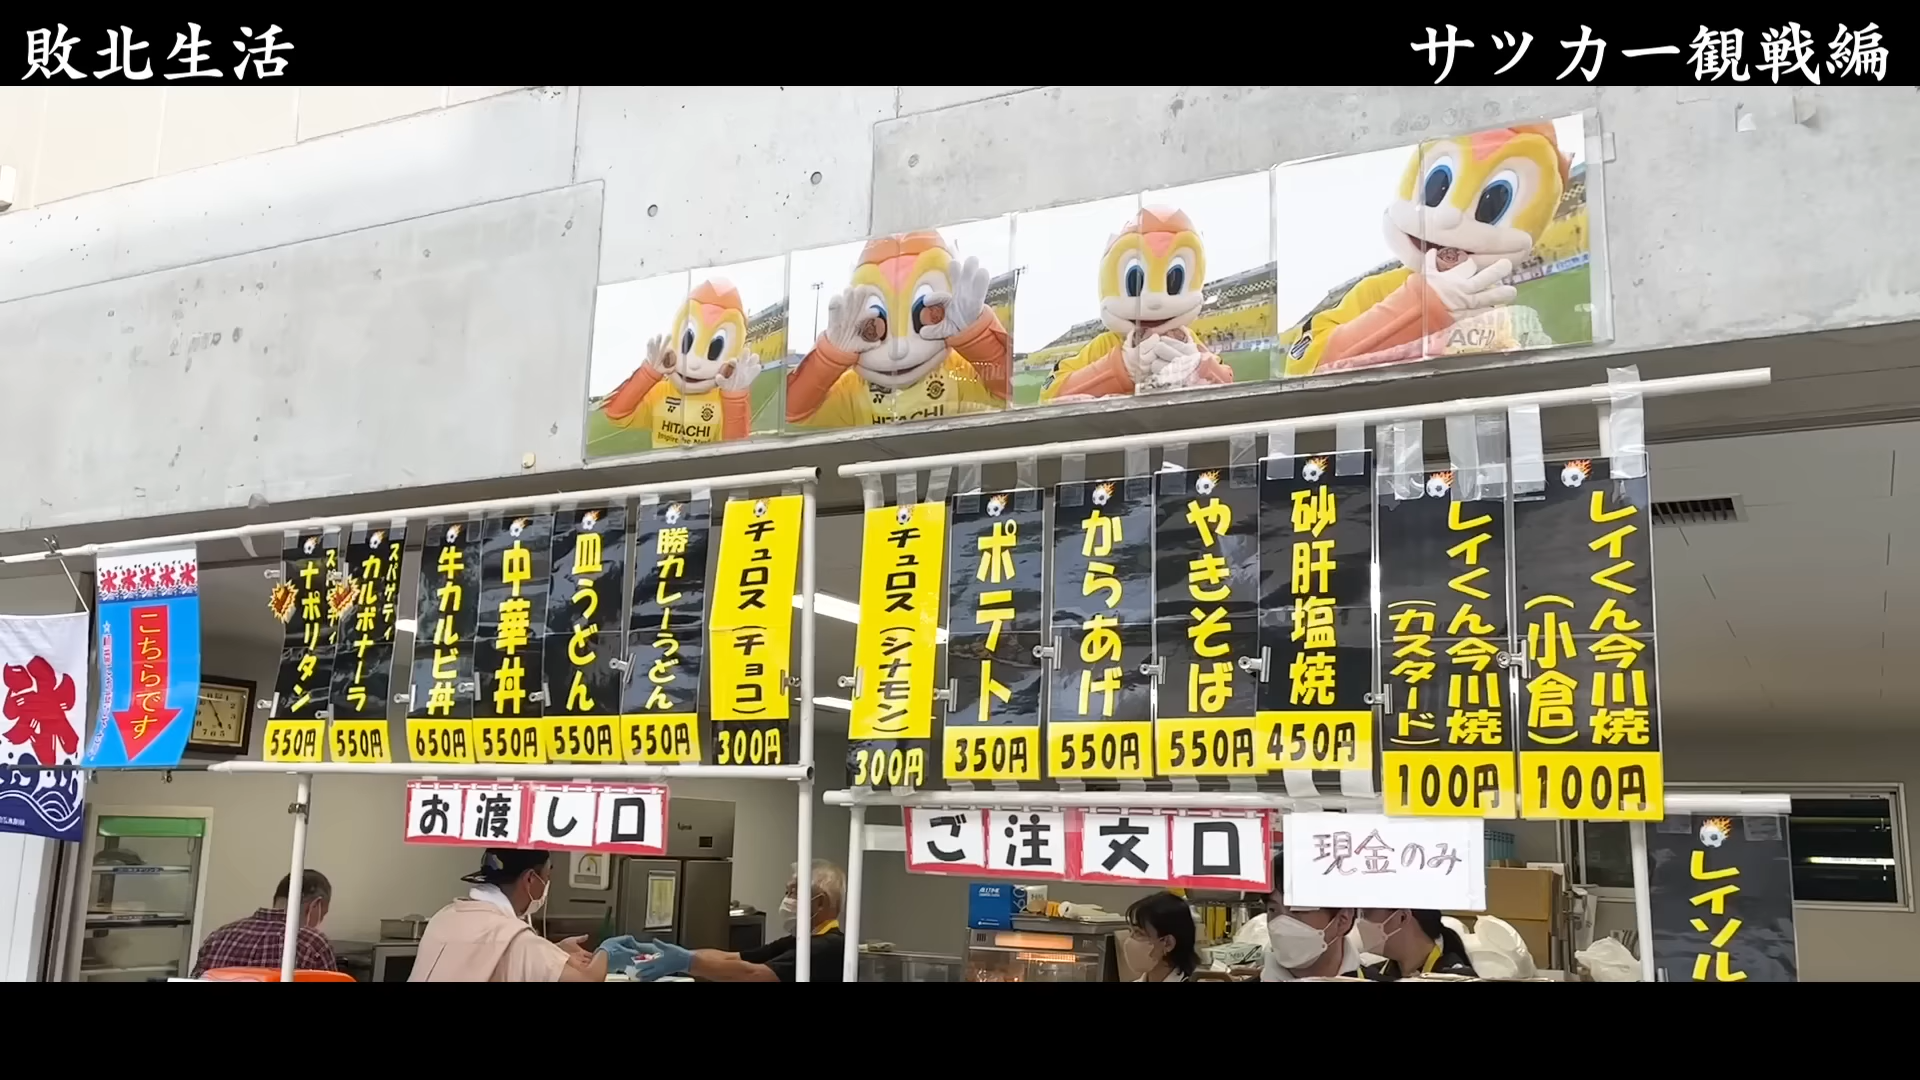 敗北生活
サッカー観戦編
HITACHI
Inspire the Next
HITACHI
氷
氷氷氷氷氷
こちらです
スパゲティ
ナポリタン
550円
スパゲティ
カルボナーラ
550円
牛カルビ丼
650円
中華丼
550円
皿うどん
550円
勝カレーうどん
550円
チュロス（チョコ）
300円
チュロス（シナモン）
300円
ポテト
350円
からあげ
550円
やきそば
550円
砂肝塩焼
450円
レイくん今川焼
（カスタード）
100円
レイくん今川焼
（小倉）
100円
お渡し口
ご注文口
現金のみ
レイソル